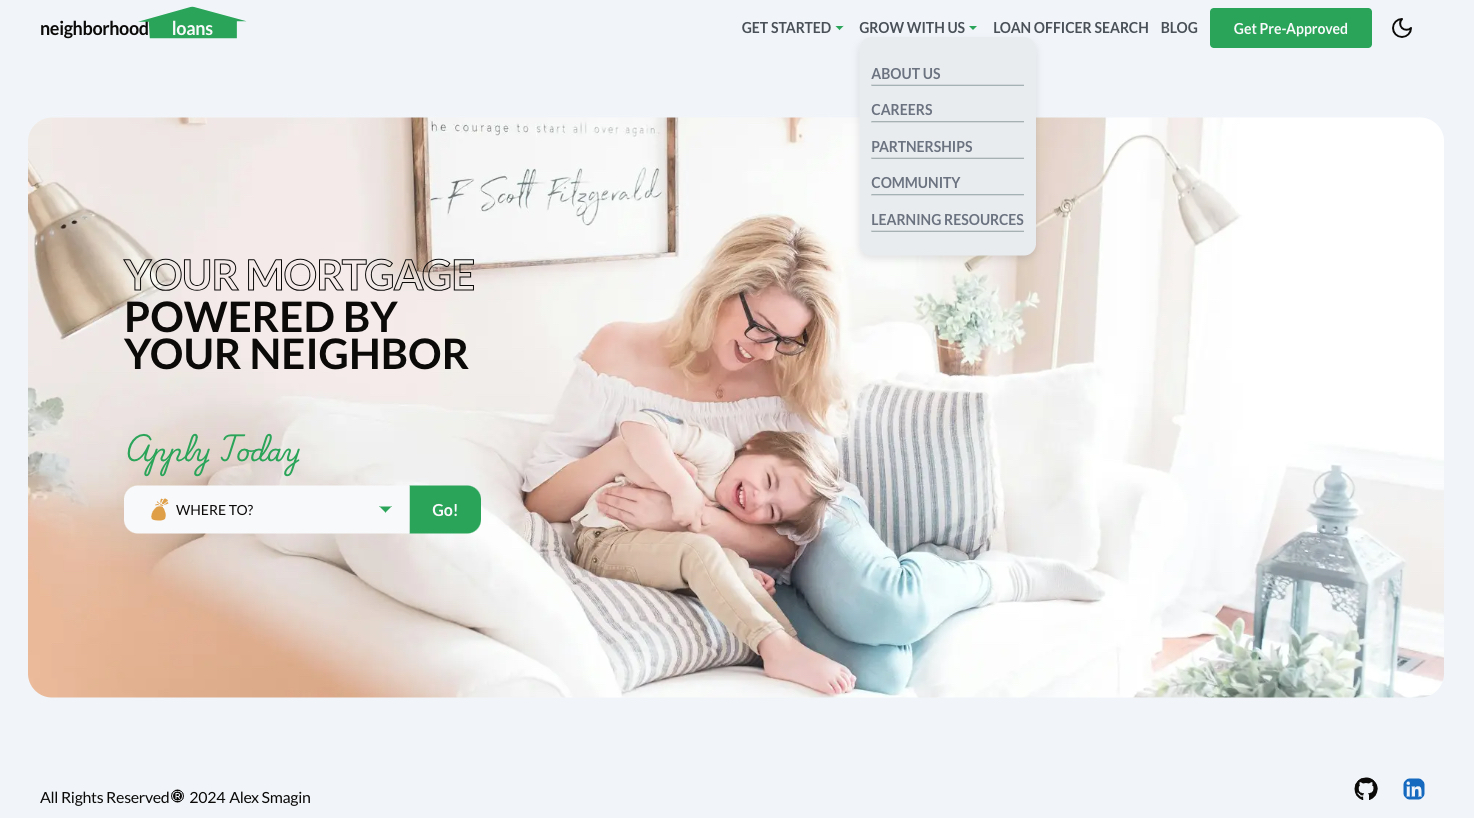 neighborhood loans
GET STARTED
GROW WITH US
LOAN OFFICER SEARCH
BLOG
Get Pre-Approved
ABOUT US
CAREERS
PARTNERSHIPS
COMMUNITY
LEARNING RESOURCES
he courage to start all over again.
-F Scott Fitzgerald
YOUR MORTGAGE
POWERED BY
YOUR NEIGHBOR
Apply Today
WHERE TO?
Go!
All Rights Reserved® 2024 Alex Smagin
in